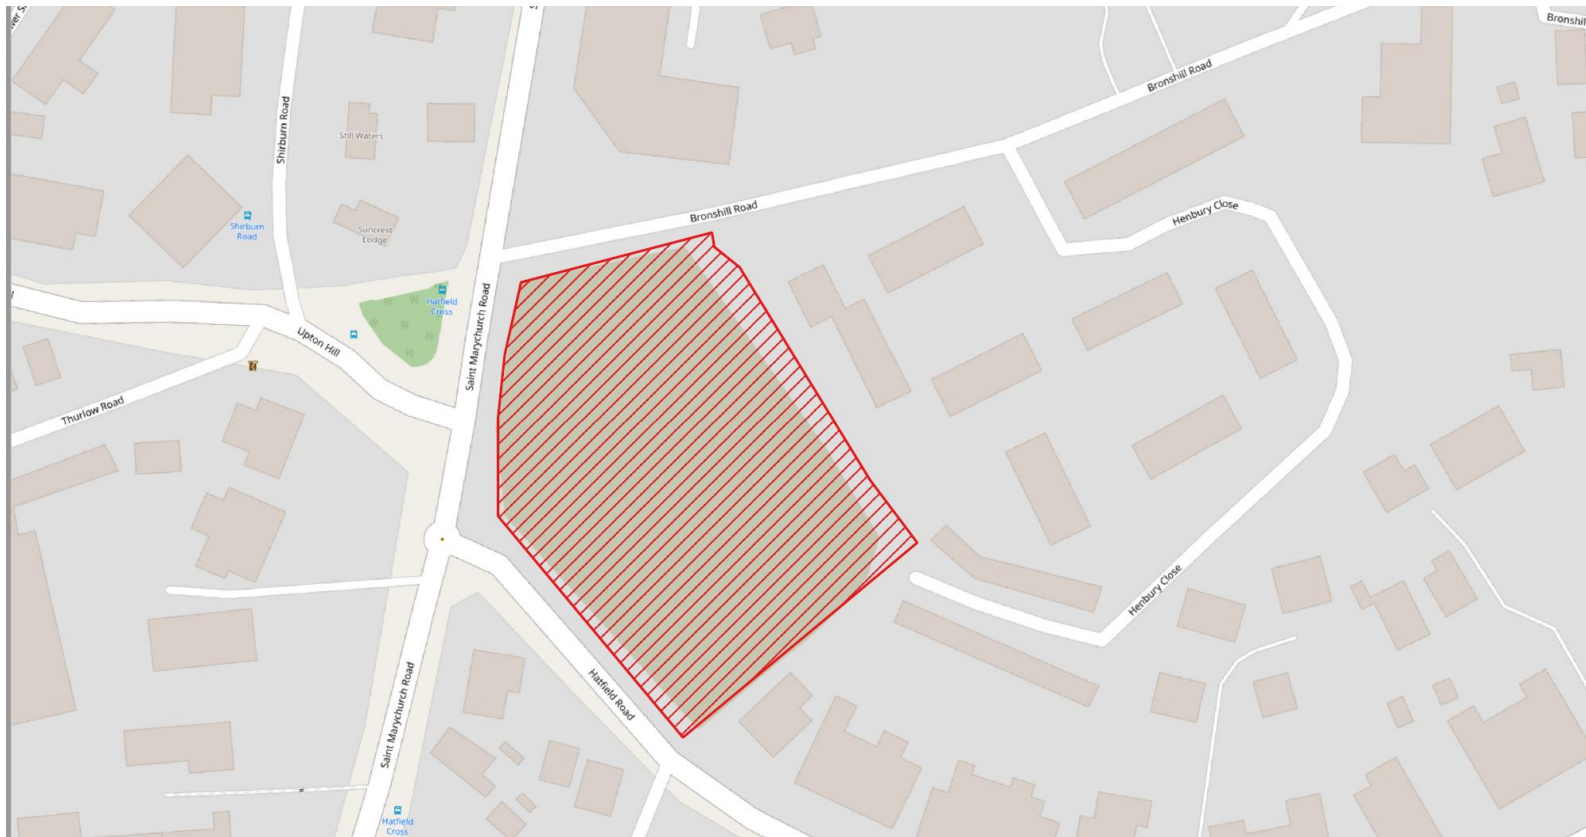 Bronshill Road
Shirburn Road
Still Waters
Shirburn
Road
Suncrest
Lodge
Bronshill Road
Henbury Close
Hatfield
Cross
Saint Marychurch Road
Upton Hill
Thurlow Road
Henbury Close
Hatfield Road
Saint Marychurch Road
Hatfield
Cross